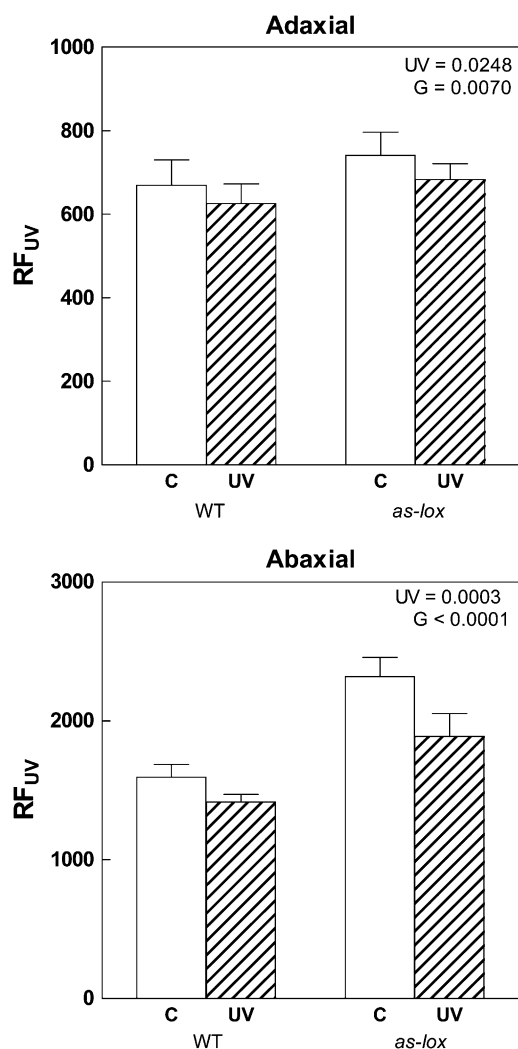 Adaxial
UV = 0.0248
G = 0.0070
1000
800
600
400
200
0
RFUV
C UV C UV
WT as-lox
Abaxial
UV = 0.0003
G < 0.0001
3000
2000
1000
0
RFUV
C UV C UV
WT as-lox